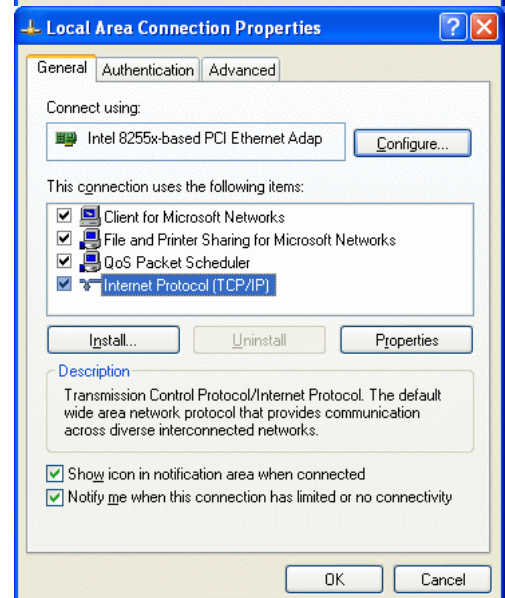 Local Area Connection Properties
General Authentication Advanced
Connect using:
Intel 8255x-based PCI Ethernet Adap
Configure...
This connection uses the following items:
Client for Microsoft Networks
File and Printer Sharing for Microsoft Networks
QoS Packet Scheduler
Internet Protocol (TCP/IP)
Install... Uninstall Properties
Description
Transmission Control Protocol/Internet Protocol. The default
wide area network protocol that provides communication
across diverse interconnected networks.
Show icon in notification area when connected
Notify me when this connection has limited or no connectivity
OK Cancel